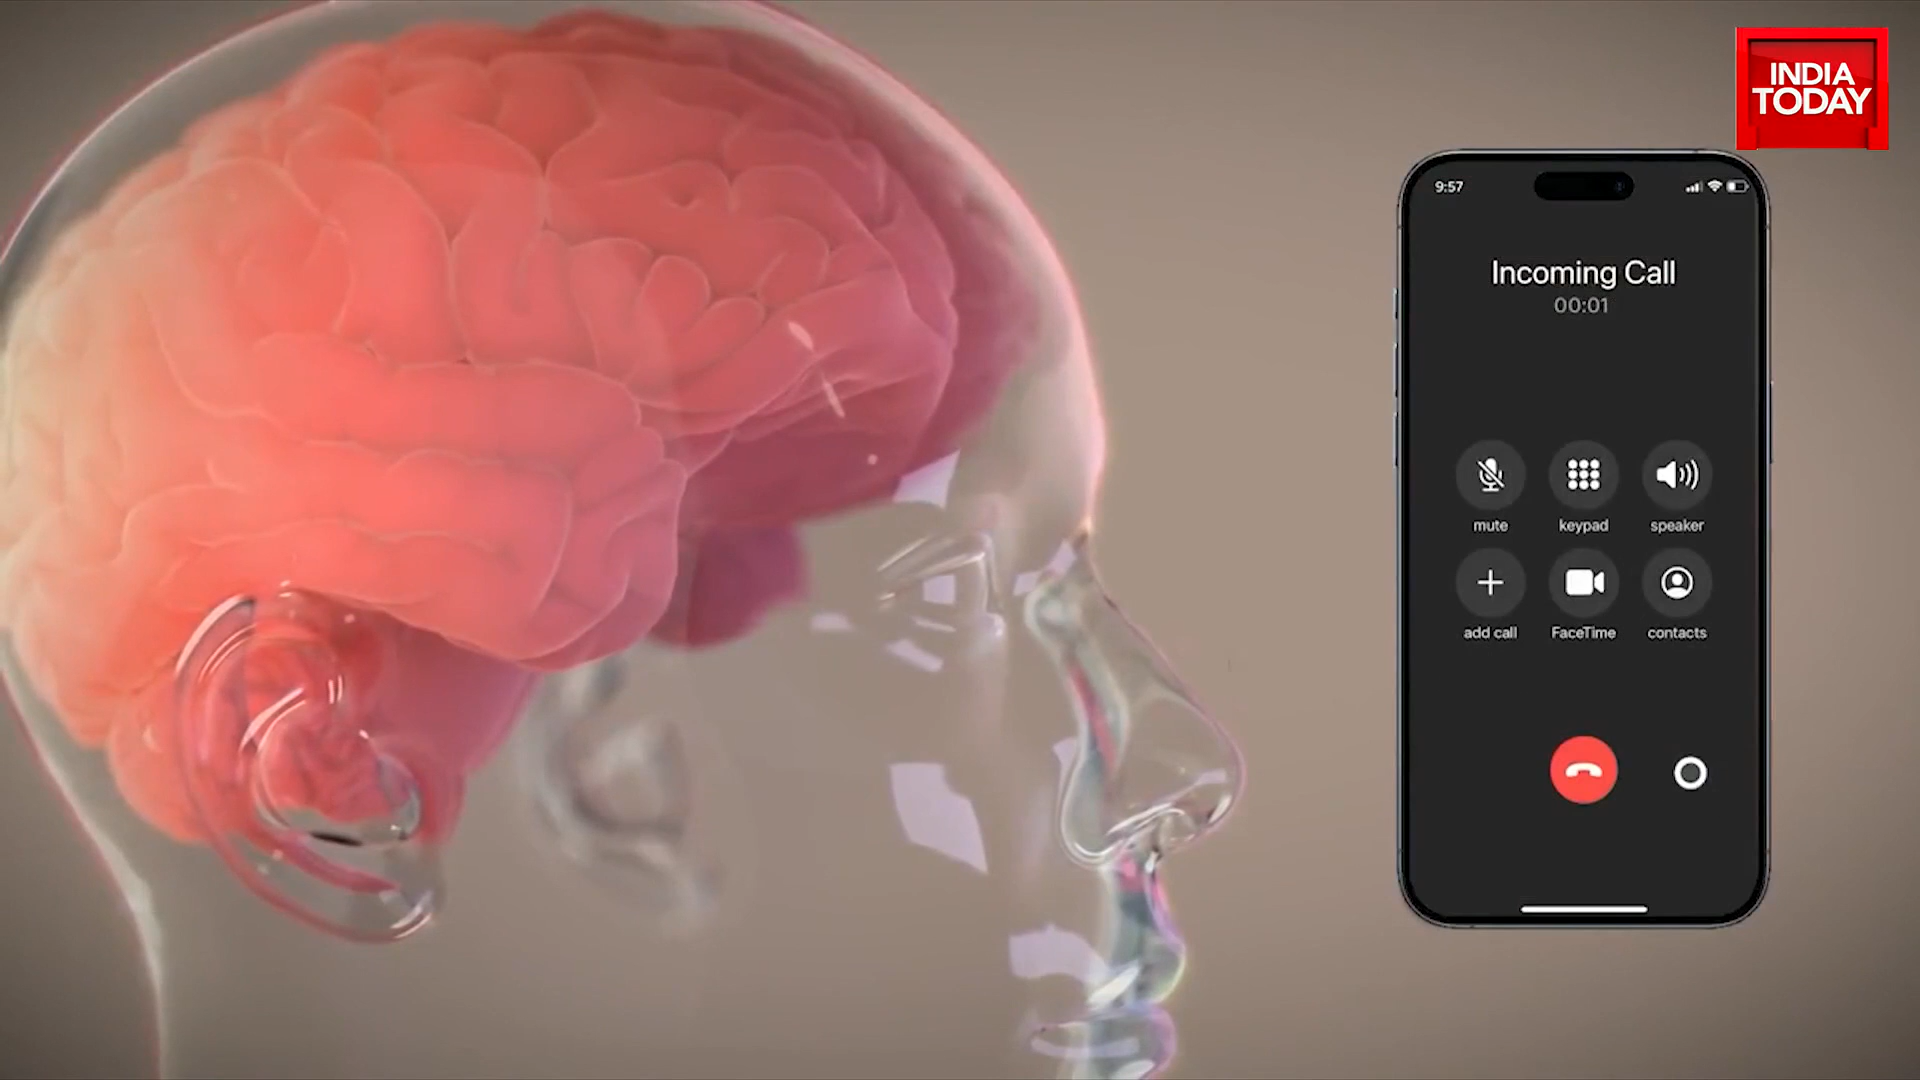 INDIA
TODAY
9:57
Incoming Call
00:01
mute keypad speaker
add call FaceTime contacts